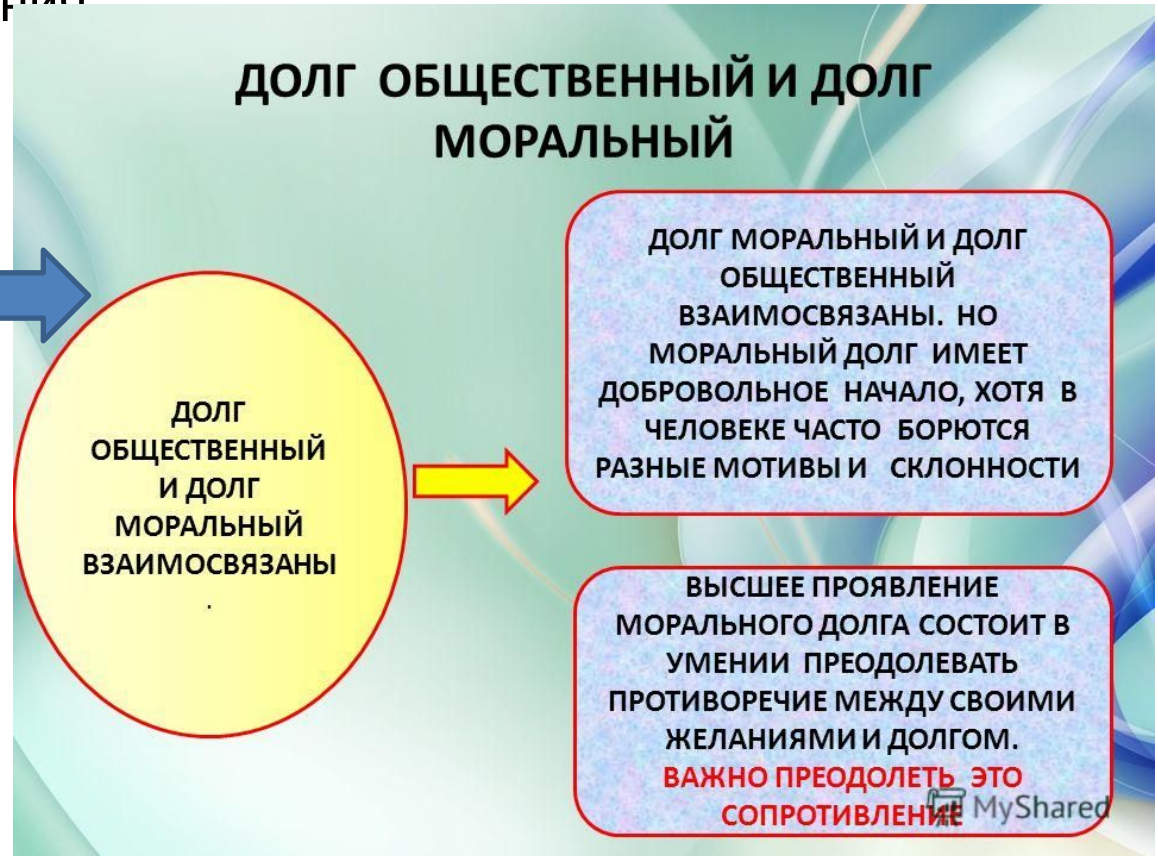 ДОЛГ ОБЩЕСТВЕННЫЙ И ДОЛГ
МОРАЛЬНЫЙ
ДОЛГ
ОБЩЕСТВЕННЫЙ
И ДОЛГ
МОРАЛЬНЫЙ
ВЗАИМОСВЯЗАНЫ
.
ДОЛГ МОРАЛЬНЫЙ И ДОЛГ
ОБЩЕСТВЕННЫЙ
ВЗАИМОСВЯЗАНЫ. НО
МОРАЛЬНЫЙ ДОЛГ ИМЕЕТ
ДОБРОВОЛЬНОЕ НАЧАЛО, ХОТЯ В
ЧЕЛОВЕКЕ ЧАСТО БОРЮТСЯ
РАЗНЫЕ МОТИВЫ И СКЛОННОСТИ
ВЫСШЕЕ ПРОЯВЛЕНИЕ
МОРАЛЬНОГО ДОЛГА СОСТОИТ В
УМЕНИИ ПРЕОДОЛЕВАТЬ
ПРОТИВОРЕЧИЕ МЕЖДУ СВОИМИ
ЖЕЛАНИЯМИ И ДОЛГОМ.
ВАЖНО ПРЕОДОЛЕТЬ ЭТО
СОПРОТИВЛЕНИЕ
MyShared